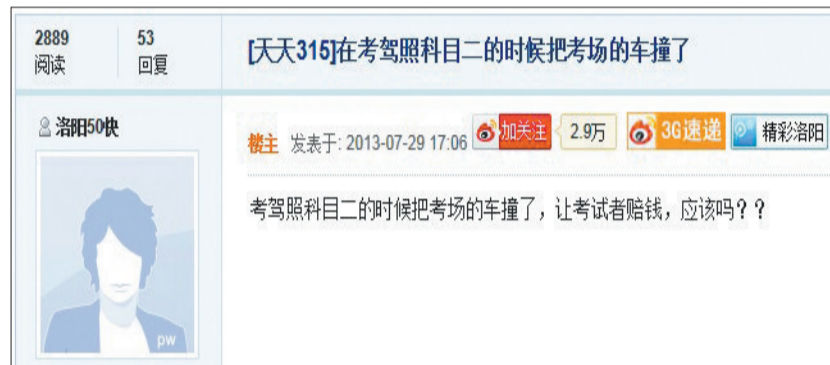 2889 53
阅读 回复
[天天315]在考驾照科目二的时候把考场的车撞了
洛阳50快
楼主 发表于: 2013-07-29 17:06 加关注 2.9万 3G速递 精彩洛阳
考驾照科目二的时候把考场的车撞了，让考试者赔钱，应该吗？？
pw